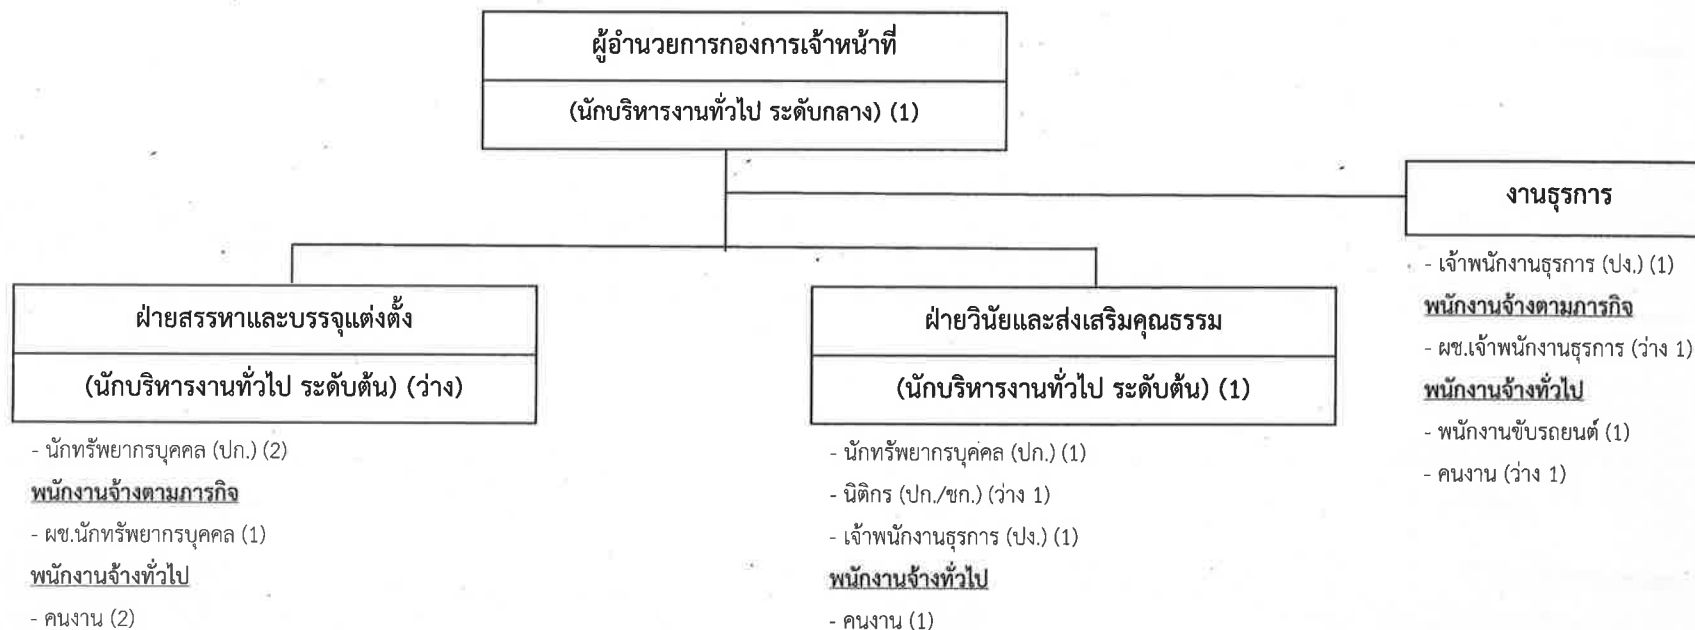 ผู้อำนวยการกองการเจ้าหน้าที่
(นักบริหารงานทั่วไป ระดับกลาง) (1)
งานธุรการ
- เจ้าพนักงานธุรการ (ปง.) (1)
พนักงานจ้างตามภารกิจ
- ผช.เจ้าพนักงานธุรการ (ว่าง 1)
พนักงานจ้างทั่วไป
- พนักงานขับรถยนต์ (1)
- คนงาน (ว่าง 1)
ฝ่ายสรรหาและบรรจุแต่งตั้ง
(นักบริหารงานทั่วไป ระดับต้น) (ว่าง)
- นักทรัพยากรบุคคล (ปก.) (2)
พนักงานจ้างตามภารกิจ
- ผช.นักทรัพยากรบุคคล (1)
พนักงานจ้างทั่วไป
- คนงาน (2)
ฝ่ายวินัยและส่งเสริมคุณธรรม
(นักบริหารงานทั่วไป ระดับต้น) (1)
- นักทรัพยากรบุคคล (ปก.) (1)
- นิติกร (ปก./ชก.) (ว่าง 1)
- เจ้าพนักงานธุรการ (ปง.) (1)
พนักงานจ้างทั่วไป
- คนงาน (1)